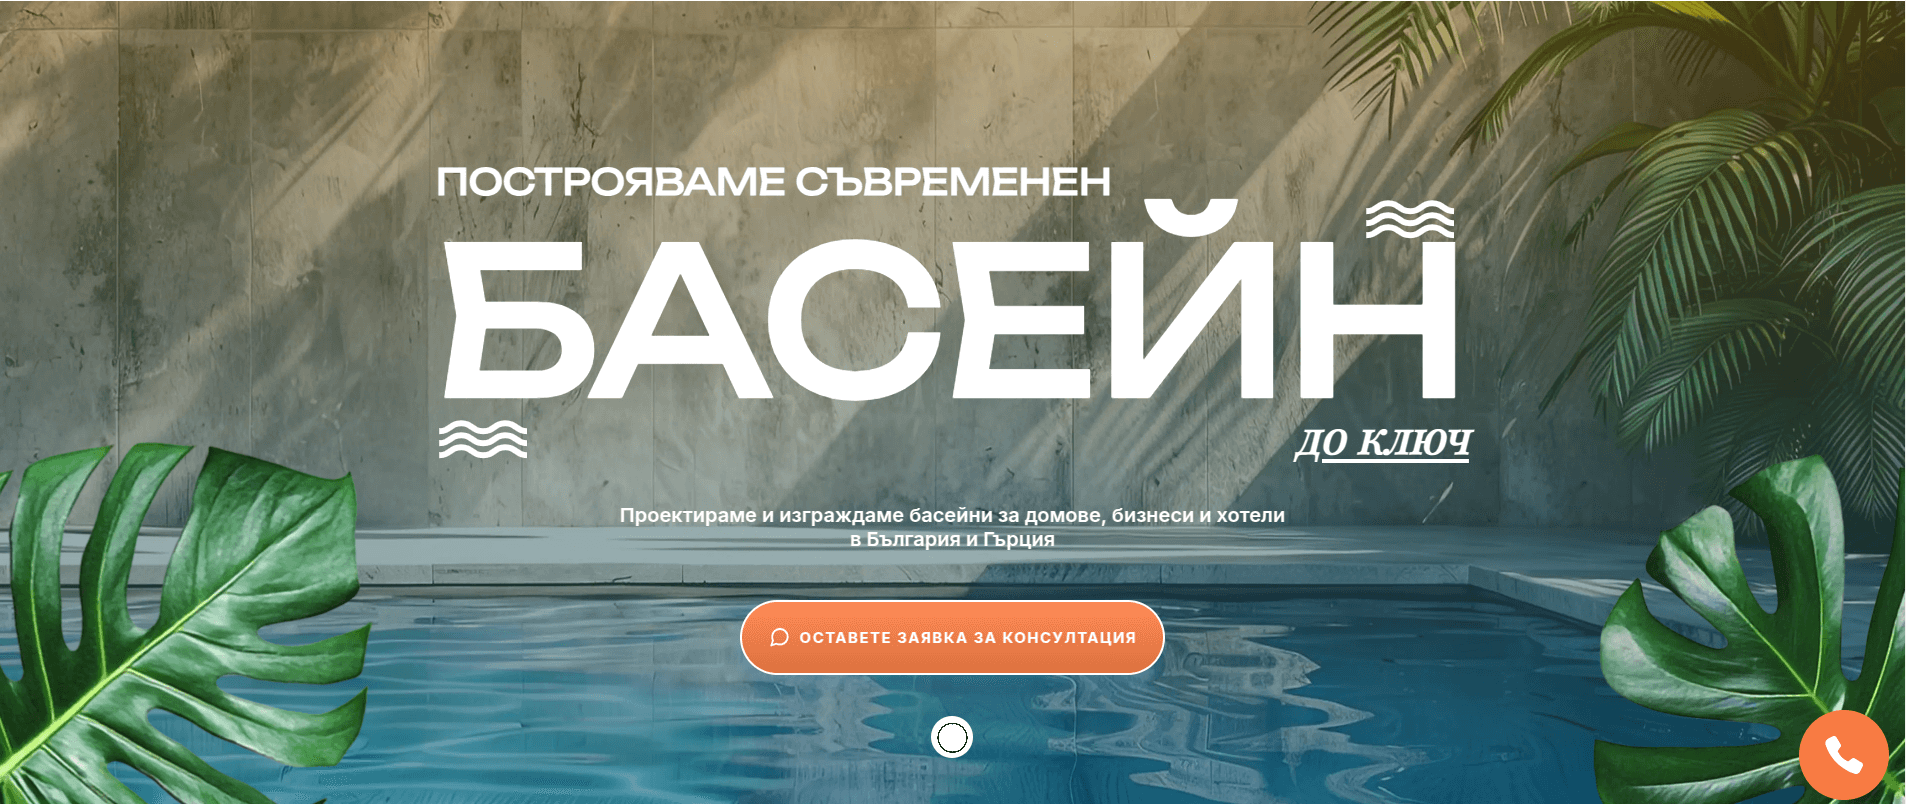 ПОСТРОЯВАМЕ СЪВРЕМЕНЕН
БАСЕЙН
до ключ
Проектираме и изграждаме басейни за домове, бизнеси и хотели
в България и Гърция
ОСТАВЕТЕ ЗАЯВКА ЗА КОНСУЛТАЦИЯ